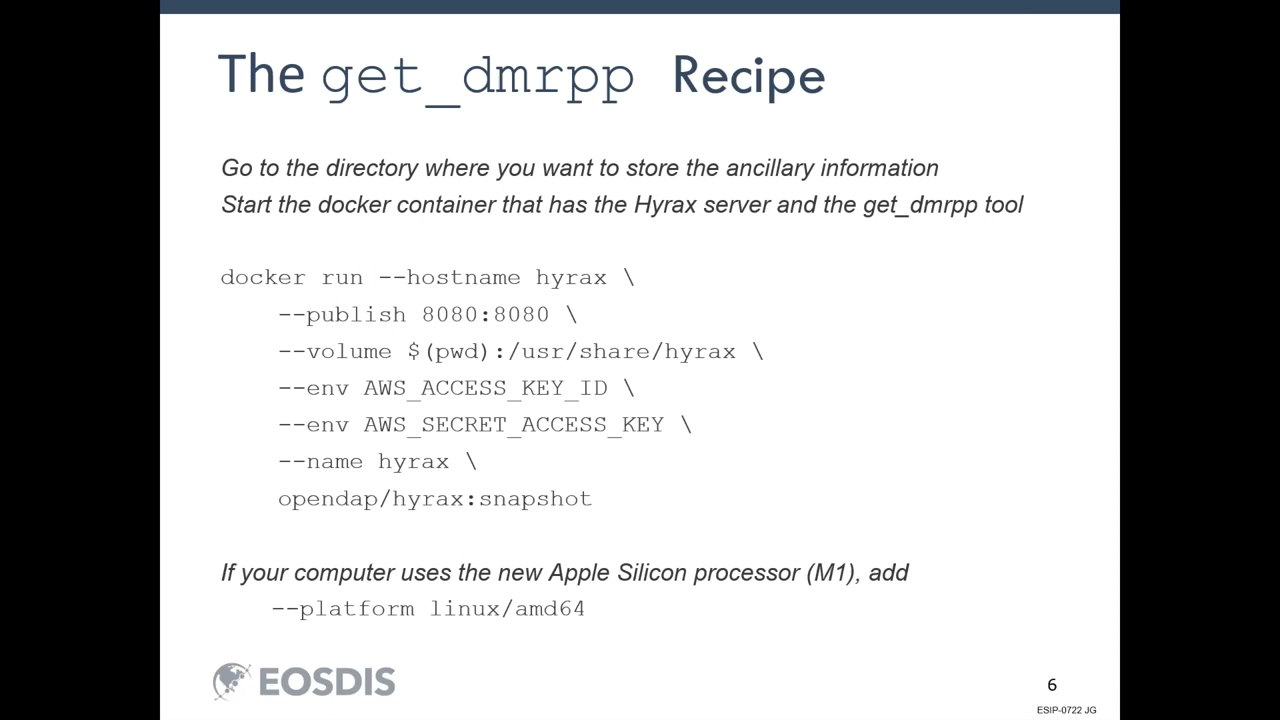 The get_dmrpp Recipe
Go to the directory where you want to store the ancillary information
Start the docker container that has the Hyrax server and the get_dmrpp tool
docker run --hostname hyrax \
--publish 8080:8080 \
--volume $(pwd):/usr/share/hyrax \
--env AWS_ACCESS_KEY_ID \
--env AWS_SECRET_ACCESS_KEY \
--name hyrax \
opendap/hyrax:snapshot
If your computer uses the new Apple Silicon processor (M1), add
--platform linux/amd64
EOSDIS
6
ESIP-0722 JG